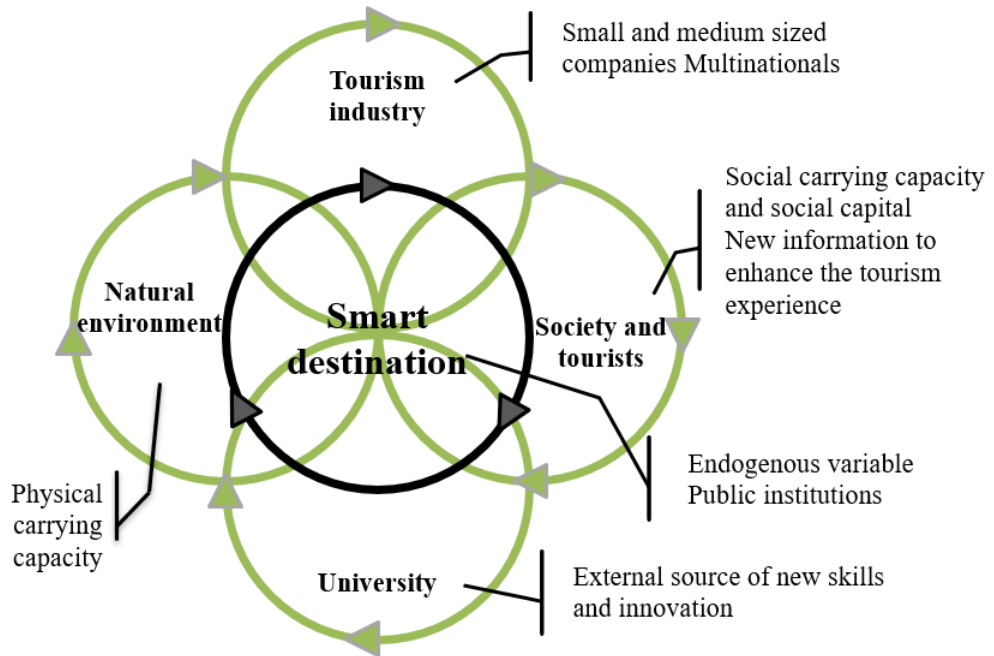 Small and medium sized
companies Multinationals
Tourism
industry
Social carrying capacity
and social capital
New information to
enhance the tourism
experience
Natural
environment
Smart
destination
Society and
tourists
Endogenous variable
Public institutions
Physical
carrying
capacity
University
External source of new skills
and innovation